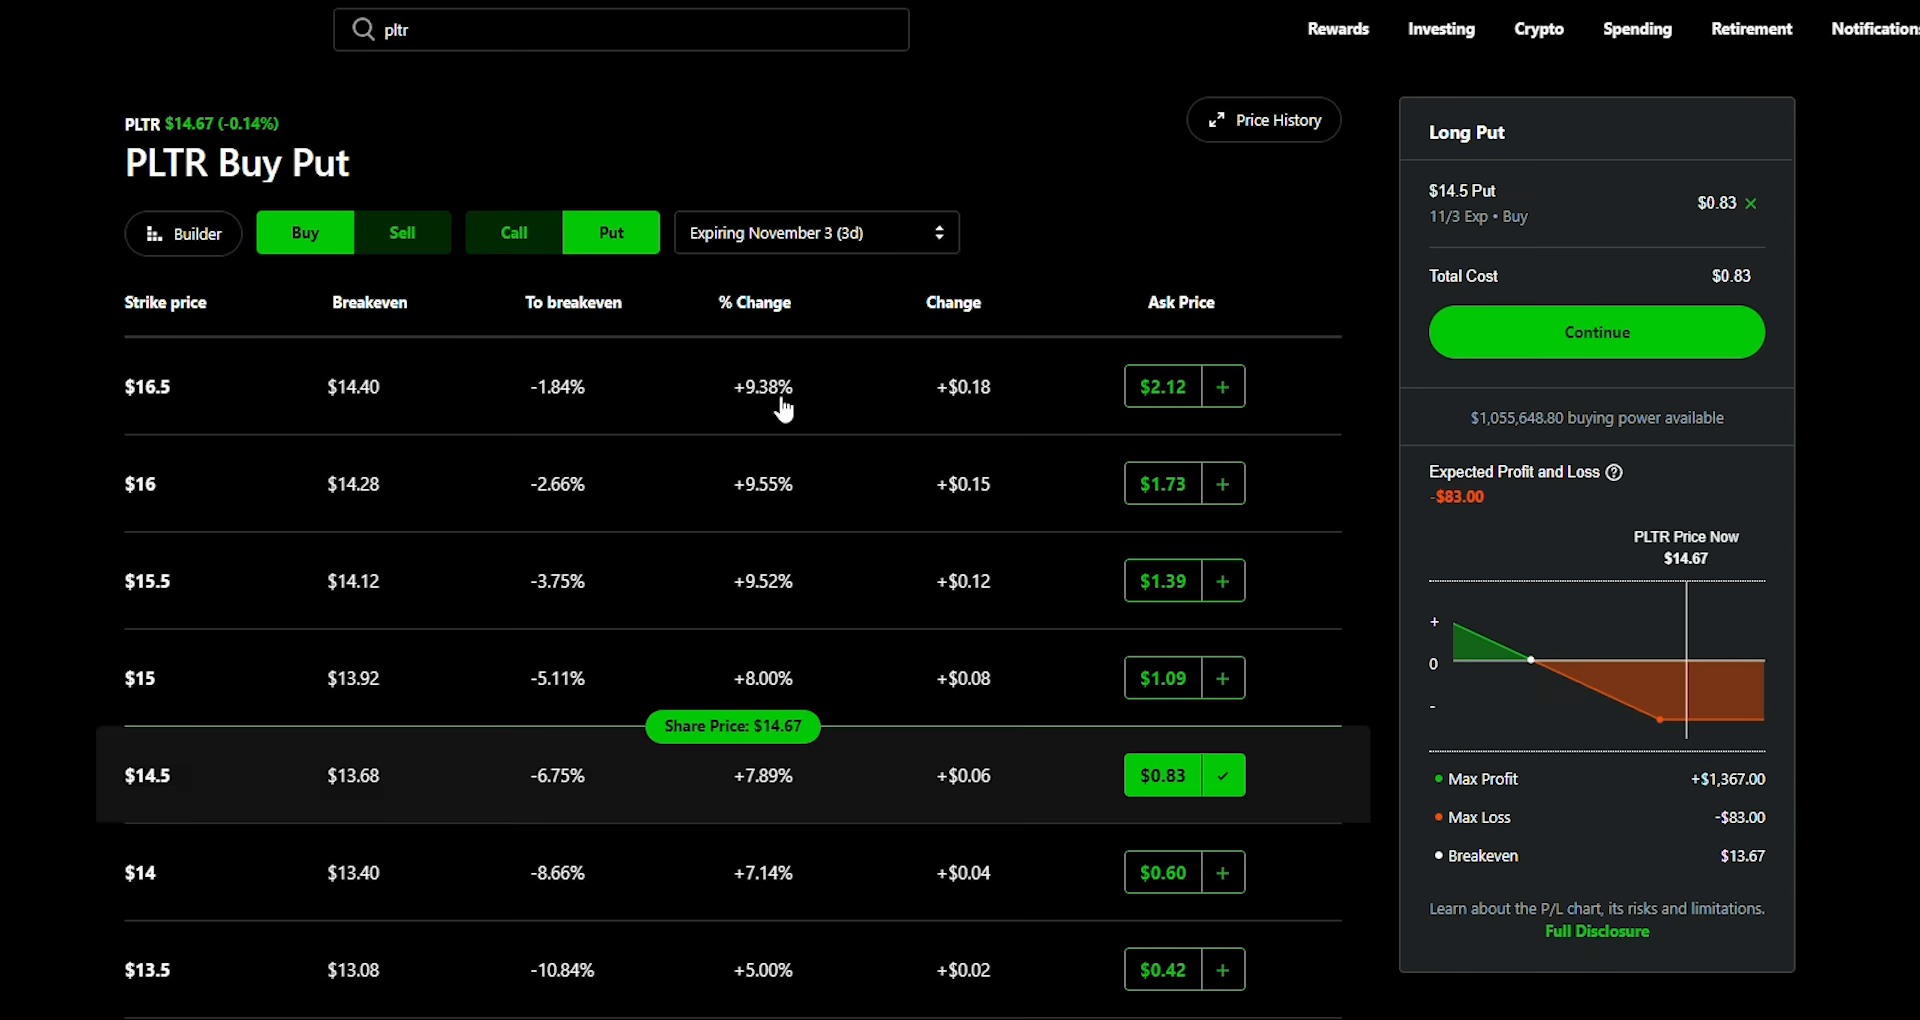 pltr
Rewards Investing Crypto Spending Retirement Notifications
PLTR $14.67 (-0.14%)
PLTR Buy Put
Price History
Builder Buy Sell Call Put Expiring November 3 (3d)
Strike price Breakeven To breakeven % Change Change Ask Price
$16.5 $14.40 -1.84% +9.38% +$0.18 $2.12 +
$16 $14.28 -2.66% +9.55% +$0.15 $1.73 +
$15.5 $14.12 -3.75% +9.52% +$0.12 $1.39 +
$15 $13.92 -5.11% +8.00% +$0.08 $1.09 +
Share Price: $14.67
$14.5 $13.68 -6.75% +7.89% +$0.06 $0.83 ✓
$14 $13.40 -8.66% +7.14% +$0.04 $0.60 +
$13.5 $13.08 -10.84% +5.00% +$0.02 $0.42 +
Long Put
$14.5 Put $0.83 ×
11/3 Exp • Buy
Total Cost $0.83
Continue
$1,055,648.80 buying power available
Expected Profit and Loss ?
-$83.00
PLTR Price Now
$14.67
+
0
-
Max Profit +$1,367.00
Max Loss -$83.00
Breakeven $13.67
Learn about the P/L chart, its risks and limitations.
Full Disclosure